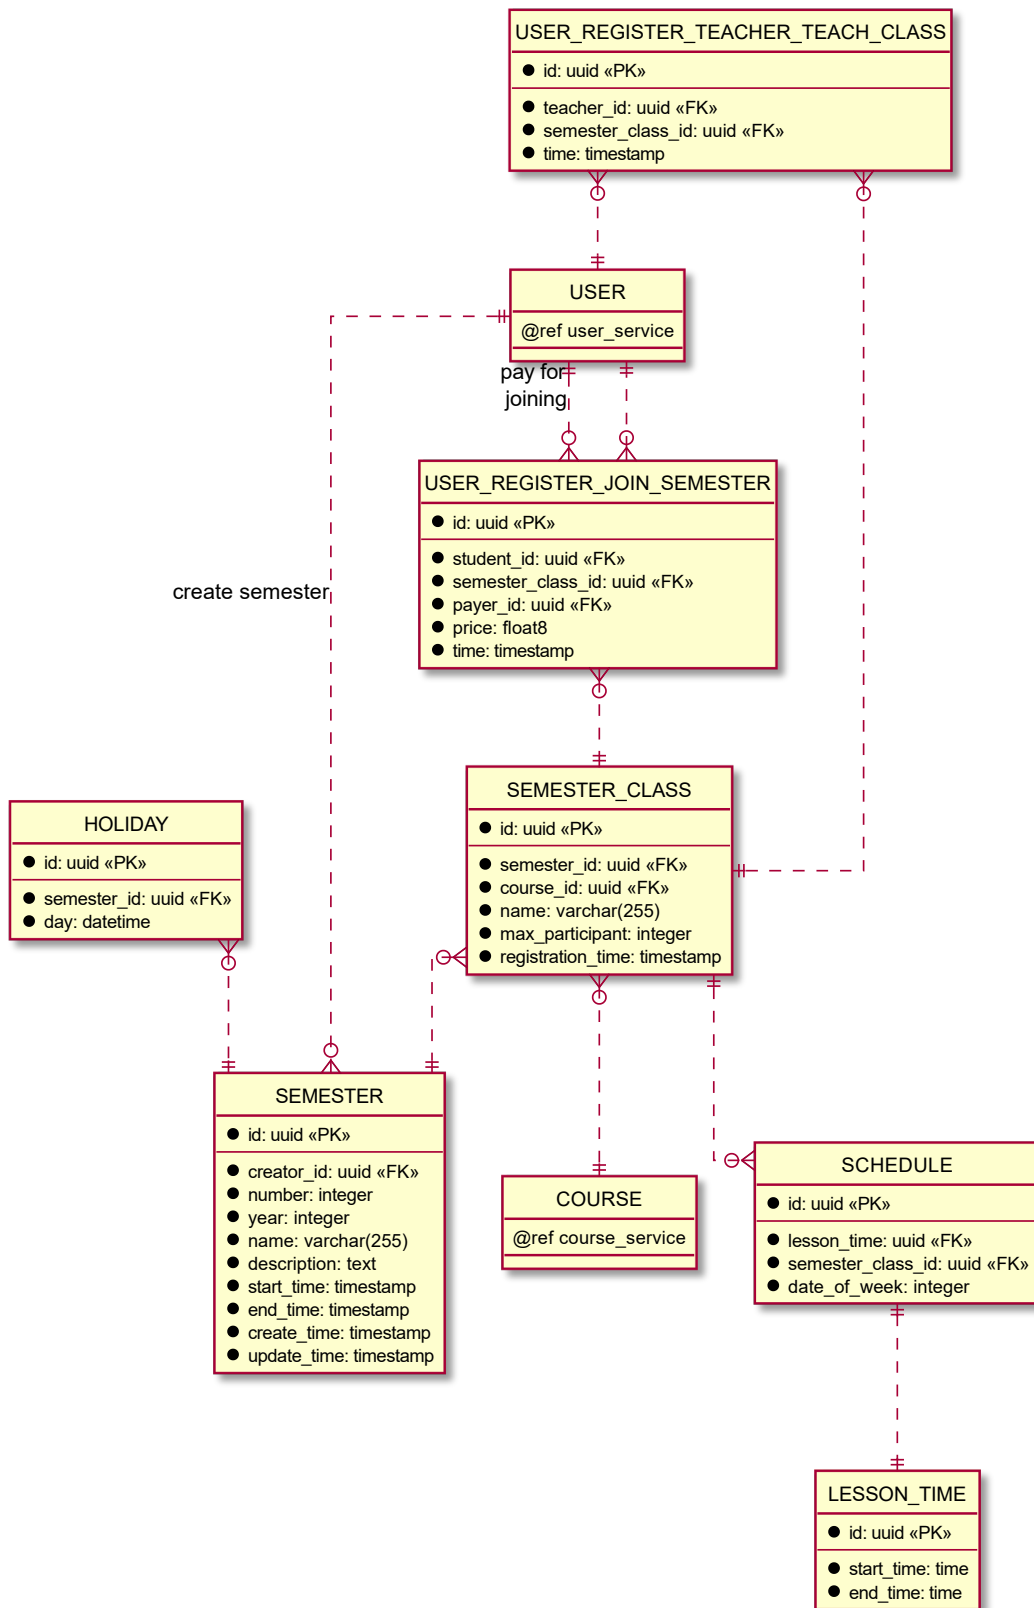 USER_REGISTER_TEACHER_TEACH_CLASS
id: uuid «PK»
teacher_id: uuid «FK»
semester_class_id: uuid «FK»
time: timestamp
USER
@ref user_service
pay for
joining
USER_REGISTER_JOIN_SEMESTER
id: uuid «PK»
student_id: uuid «FK»
semester_class_id: uuid «FK»
payer_id: uuid «FK»
price: float8
time: timestamp
create semester
SEMESTER_CLASS
id: uuid «PK»
semester_id: uuid «FK»
course_id: uuid «FK»
name: varchar(255)
max_participant: integer
registration_time: timestamp
HOLIDAY
id: uuid «PK»
semester_id: uuid «FK»
day: datetime
SEMESTER
id: uuid «PK»
creator_id: uuid «FK»
number: integer
year: integer
name: varchar(255)
description: text
start_time: timestamp
end_time: timestamp
create_time: timestamp
update_time: timestamp
COURSE
@ref course_service
SCHEDULE
id: uuid «PK»
lesson_time: uuid «FK»
semester_class_id: uuid «FK»
date_of_week: integer
LESSON_TIME
id: uuid «PK»
start_time: time
end_time: time